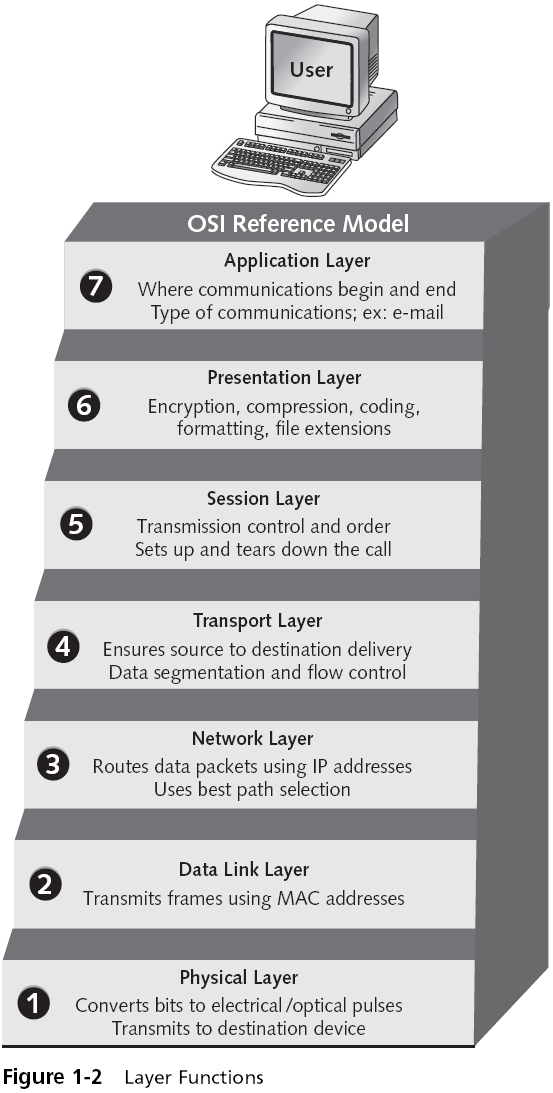 User
OSI Reference Model
Application Layer
7
Where communications begin and end
Type of communications; ex: e-mail
Presentation Layer
6
Encryption, compression, coding,
formatting, file extensions
Session Layer
5
Transmission control and order
Sets up and tears down the call
Transport Layer
4
Ensures source to destination delivery
Data segmentation and flow control
Network Layer
3
Routes data packets using IP addresses
Uses best path selection
Data Link Layer
2
Transmits frames using MAC addresses
Physical Layer
1
Converts bits to electrical/optical pulses
Transmits to destination device
Figure 1-2 Layer Functions